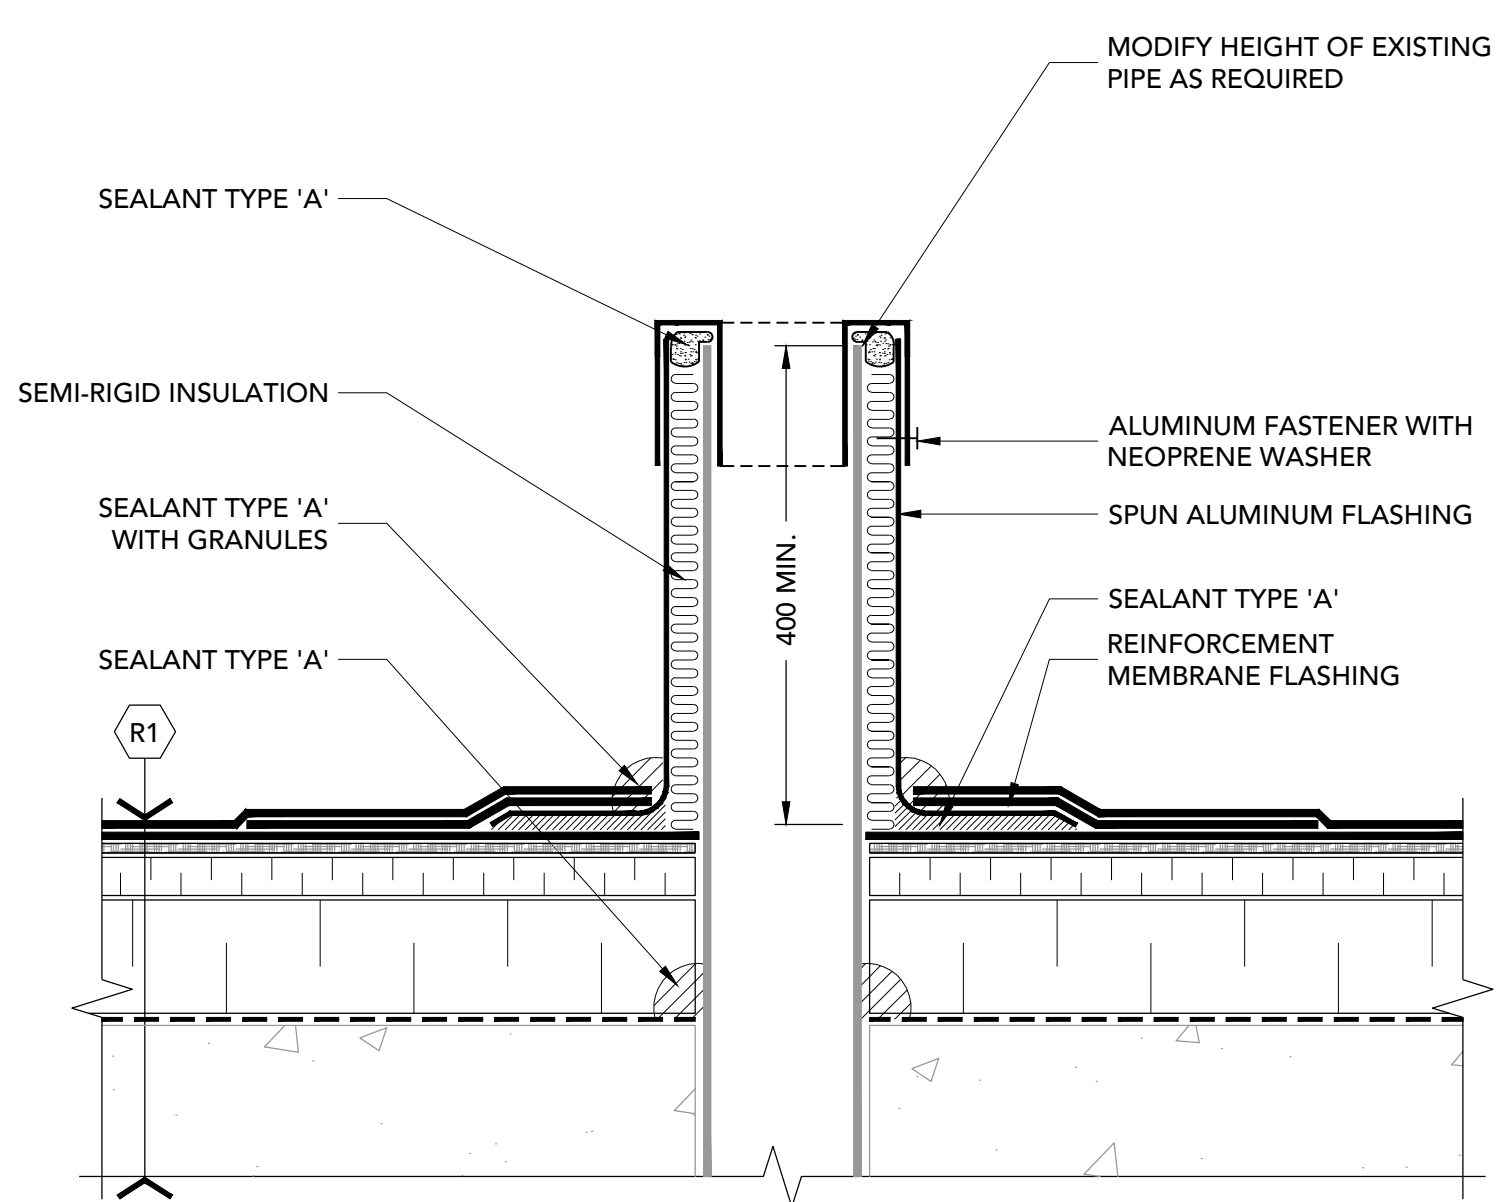 MODIFY HEIGHT OF EXISTING
PIPE AS REQUIRED
SEALANT TYPE 'A'
SEMI-RIGID INSULATION
ALUMINUM FASTENER WITH
NEOPRENE WASHER
SEALANT TYPE 'A'
WITH GRANULES
SPUN ALUMINUM FLASHING
400 MIN.
SEALANT TYPE 'A'
REINFORCEMENT
MEMBRANE FLASHING
SEALANT TYPE 'A'
R1